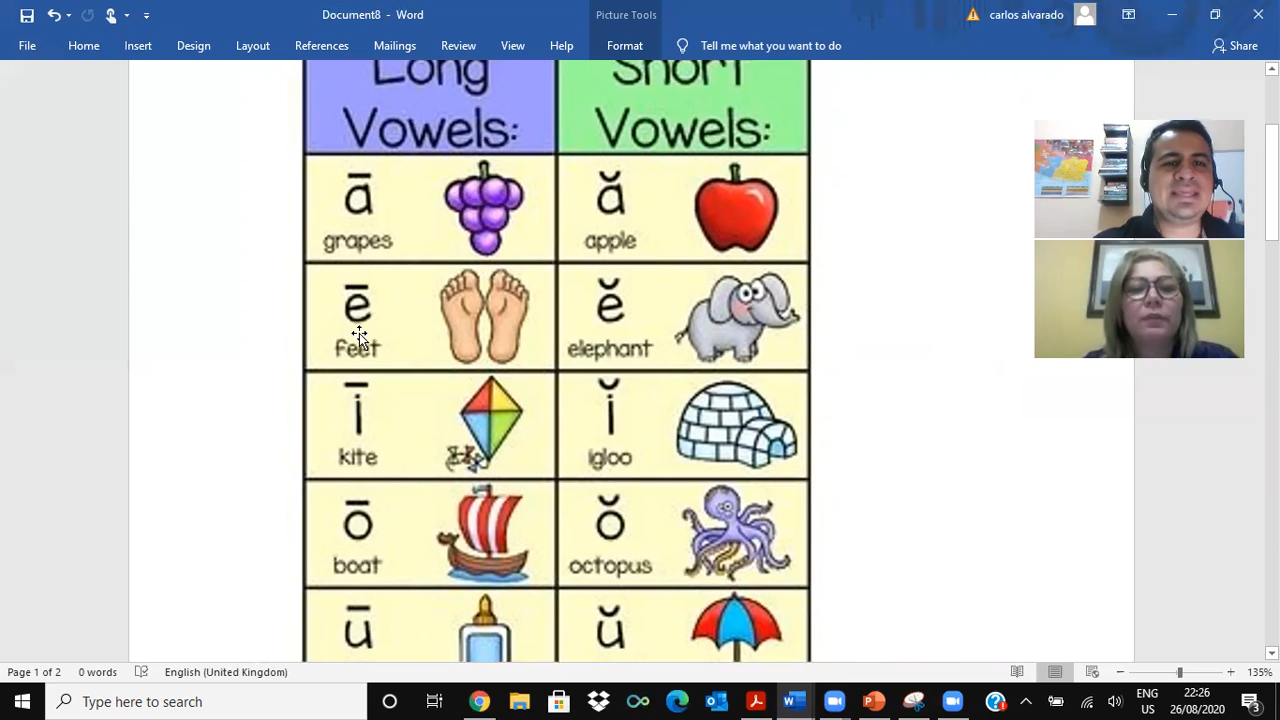 Document8 - Word
Picture Tools
carlos alvarado
File Home Insert Design Layout References Mailings Review View Help Format Tell me what you want to do Share
Long Vowels:
Short Vowels:
ā
grapes
ă
apple
ē
feet
ĕ
elephant
ī
kite
ĭ
igloo
ō
boat
ŏ
octopus
ū
ŭ
Page 1 of 2 0 words English (United Kingdom) 135%
Type here to search
ENG
US
22:26
26/08/2020
3